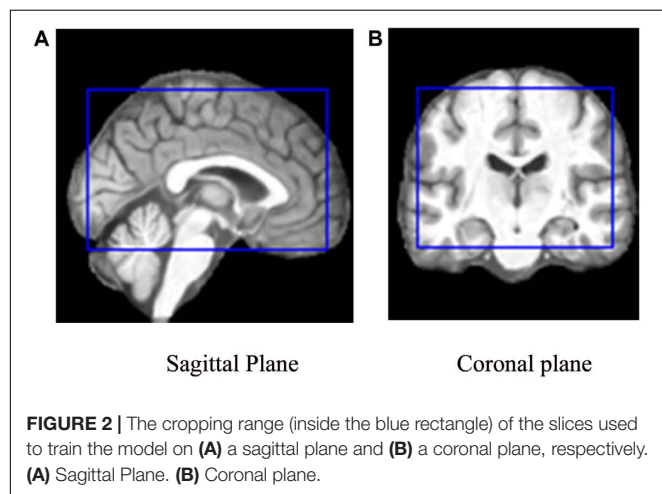 A
B
Sagittal Plane
Coronal plane
FIGURE 2 | The cropping range (inside the blue rectangle) of the slices used
to train the model on (A) a sagittal plane and (B) a coronal plane, respectively.
(A) Sagittal Plane. (B) Coronal plane.